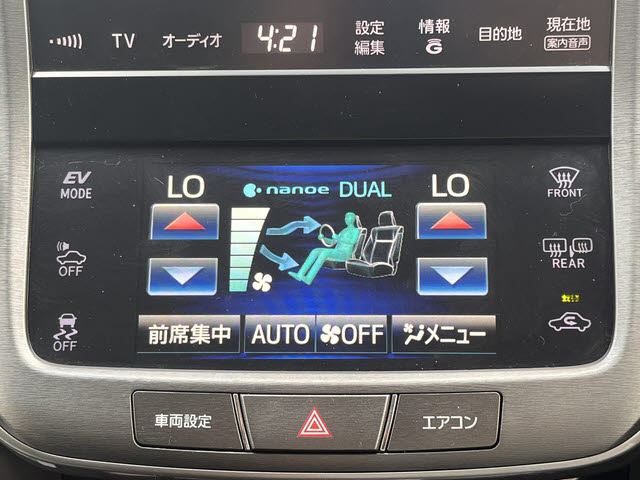 TV
オーディオ
4:21
設定
編集
情報
G
目的地
現在地
案内音声
EV
MODE
LO
nanoe DUAL
LO
FRONT
OFF
REAR
OFF
前席集中
AUTO
OFF
メニュー
車両設定
エアコン